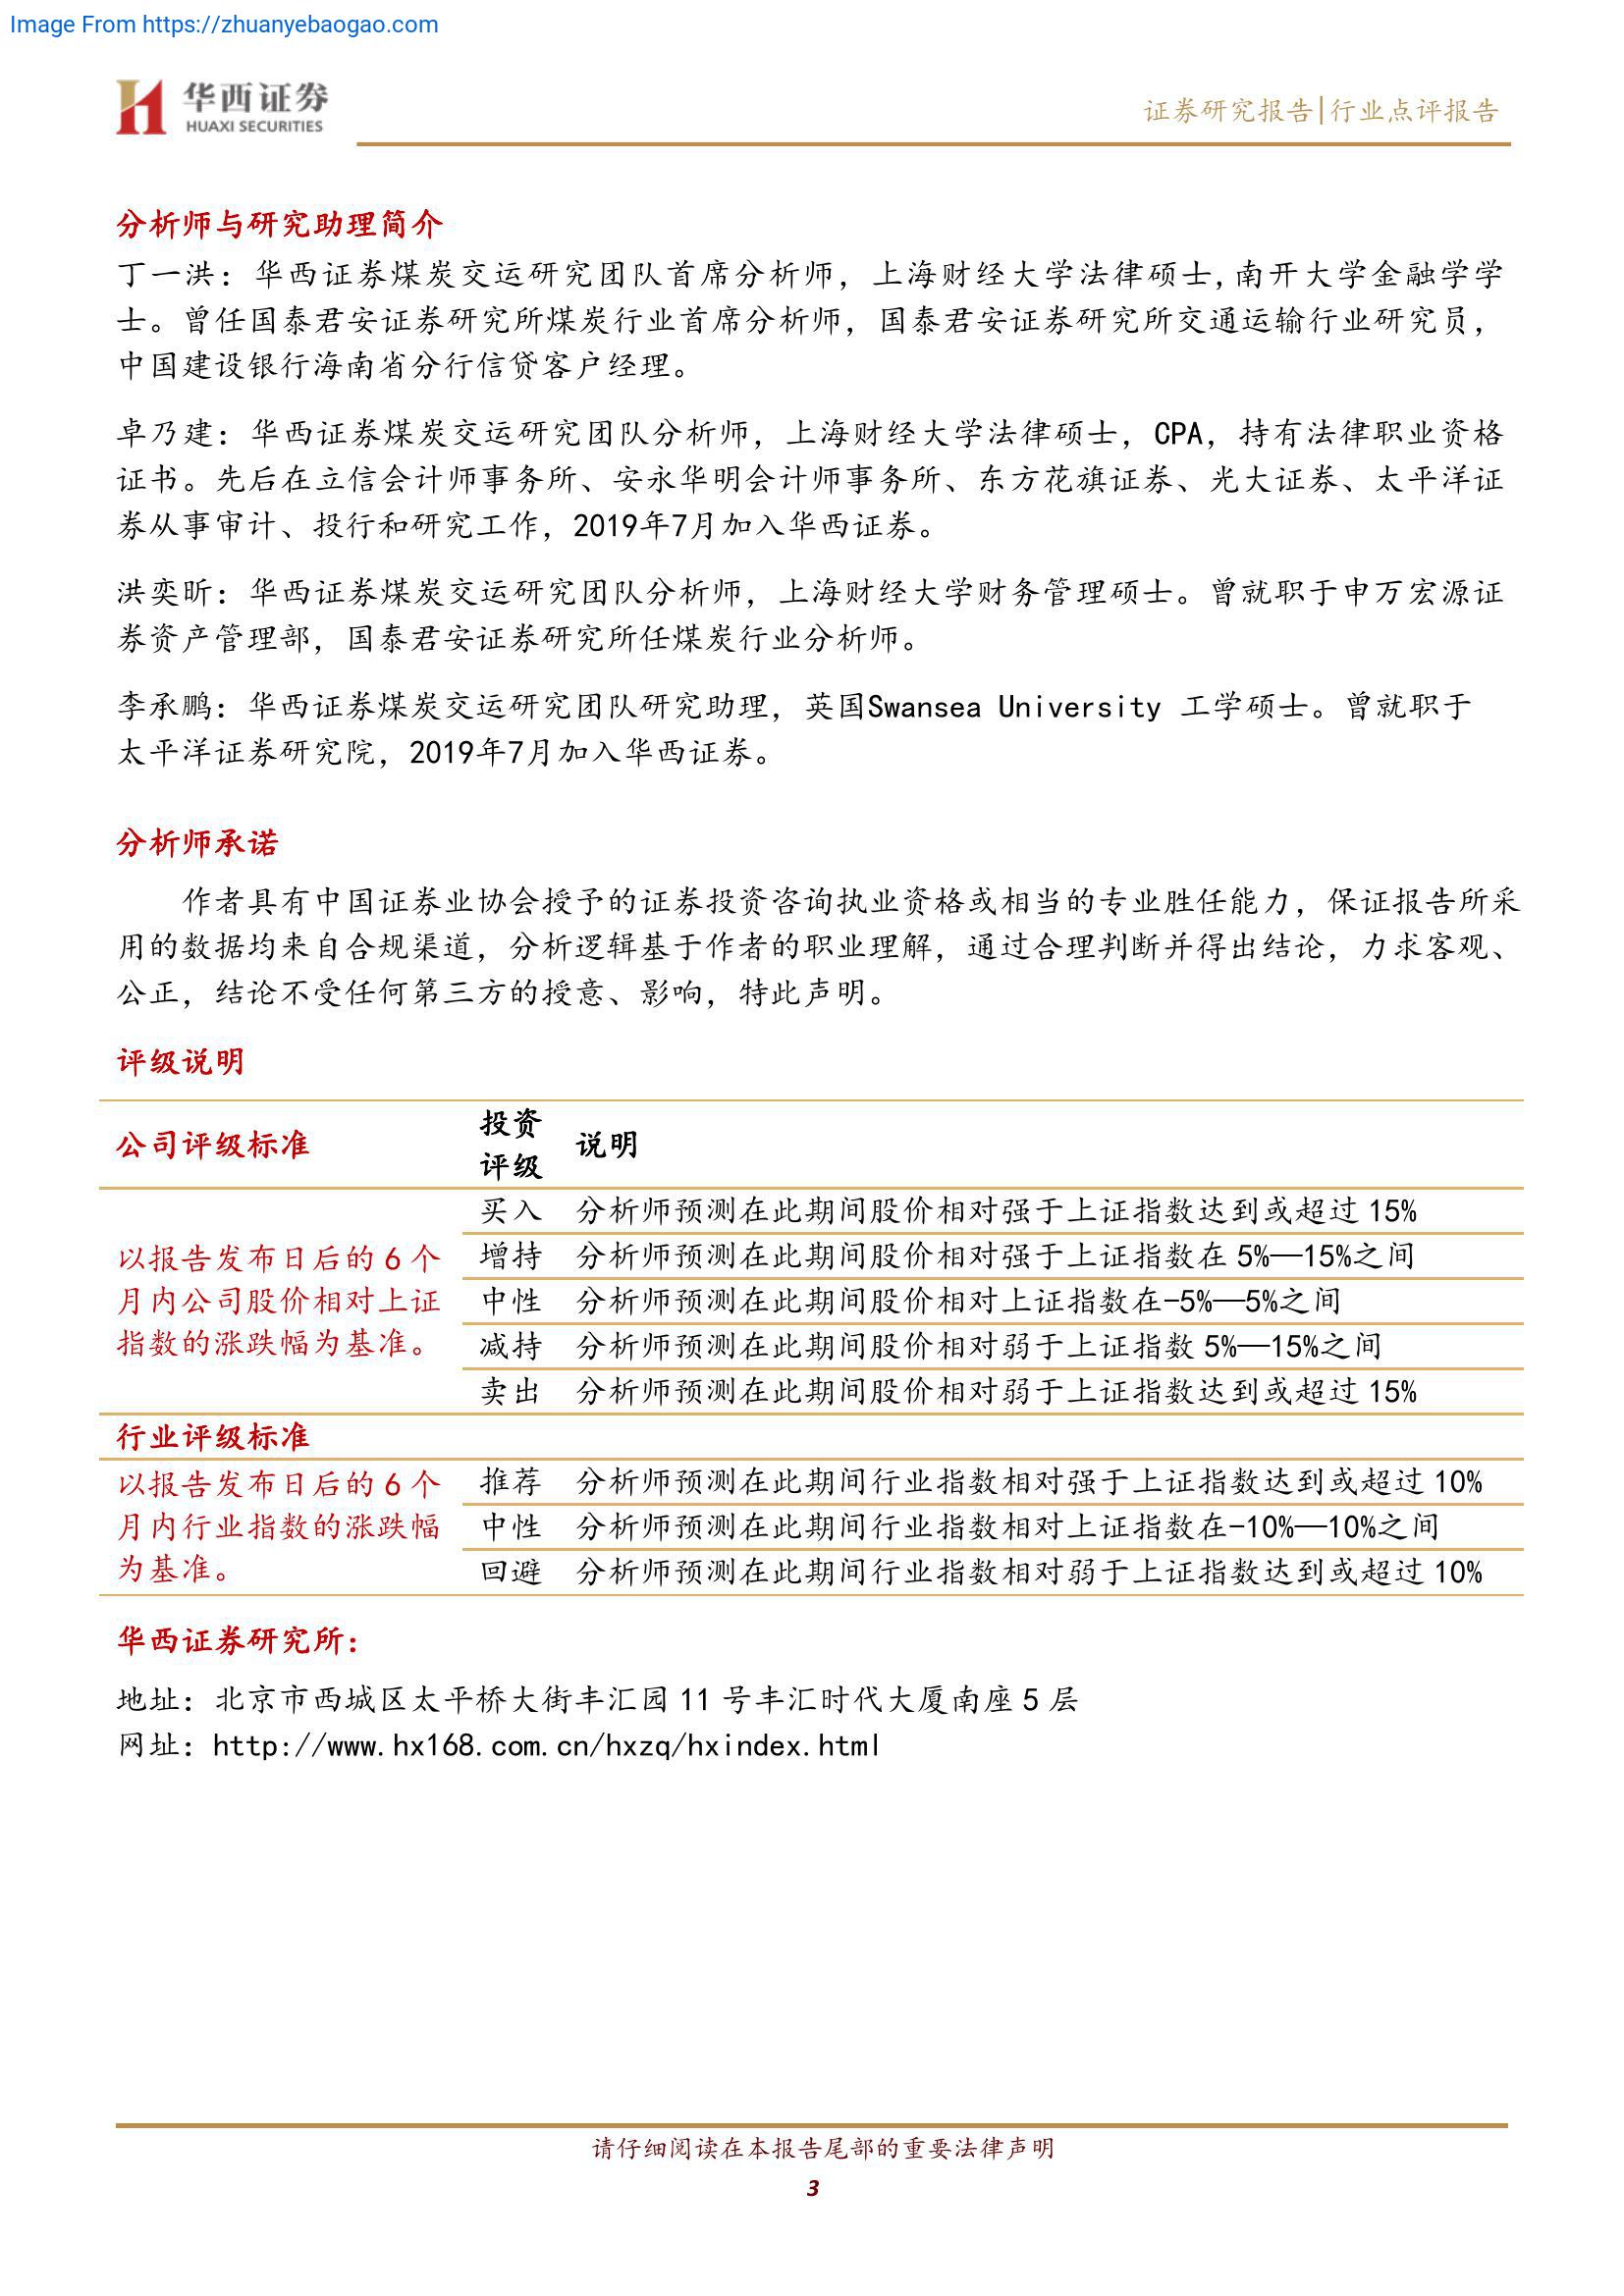 Image From https://zhuanyebaogao.com
华西证券
HUAXI SECURITIES
证券研究报告|行业点评报告
分析师与研究助理简介
丁一洪：华西证券煤炭交运研究团队首席分析师，上海财经大学法律硕士,南开大学金融学学
士。曾任国泰君安证券研究所煤炭行业首席分析师，国泰君安证券研究所交通运输行业研究员，
中国建设银行海南省分行信贷客户经理。
卓乃建：华西证券煤炭交运研究团队分析师，上海财经大学法律硕士，CPA，持有法律职业资格
证书。先后在立信会计师事务所、安永华明会计师事务所、东方花旗证券、光大证券、太平洋证
券从事审计、投行和研究工作，2019年7月加入华西证券。
洪奕昕：华西证券煤炭交运研究团队分析师，上海财经大学财务管理硕士。曾就职于申万宏源证
券资产管理部，国泰君安证券研究所任煤炭行业分析师。
李承鹏：华西证券煤炭交运研究团队研究助理，英国Swansea University 工学硕士。曾就职于
太平洋证券研究院，2019年7月加入华西证券。
分析师承诺
作者具有中国证券业协会授予的证券投资咨询执业资格或相当的专业胜任能力，保证报告所采
用的数据均来自合规渠道，分析逻辑基于作者的职业理解，通过合理判断并得出结论，力求客观、
公正，结论不受任何第三方的授意、影响，特此声明。
评级说明
公司评级标准
投资
评级
说明
以报告发布日后的 6 个
月内公司股价相对上证
指数的涨跌幅为基准。
买入 分析师预测在此期间股价相对强于上证指数达到或超过 15%
增持 分析师预测在此期间股价相对强于上证指数在 5%—15%之间
中性 分析师预测在此期间股价相对上证指数在-5%—5%之间
减持 分析师预测在此期间股价相对弱于上证指数 5%—15%之间
卖出 分析师预测在此期间股价相对弱于上证指数达到或超过 15%
行业评级标准
以报告发布日后的 6 个
月内行业指数的涨跌幅
为基准。
推荐 分析师预测在此期间行业指数相对强于上证指数达到或超过 10%
中性 分析师预测在此期间行业指数相对上证指数在-10%—10%之间
回避 分析师预测在此期间行业指数相对弱于上证指数达到或超过 10%
华西证券研究所：
地址：北京市西城区太平桥大街丰汇园 11 号丰汇时代大厦南座 5 层
网址：http://www.hx168.com.cn/hxzq/hxindex.html
请仔细阅读在本报告尾部的重要法律声明
3